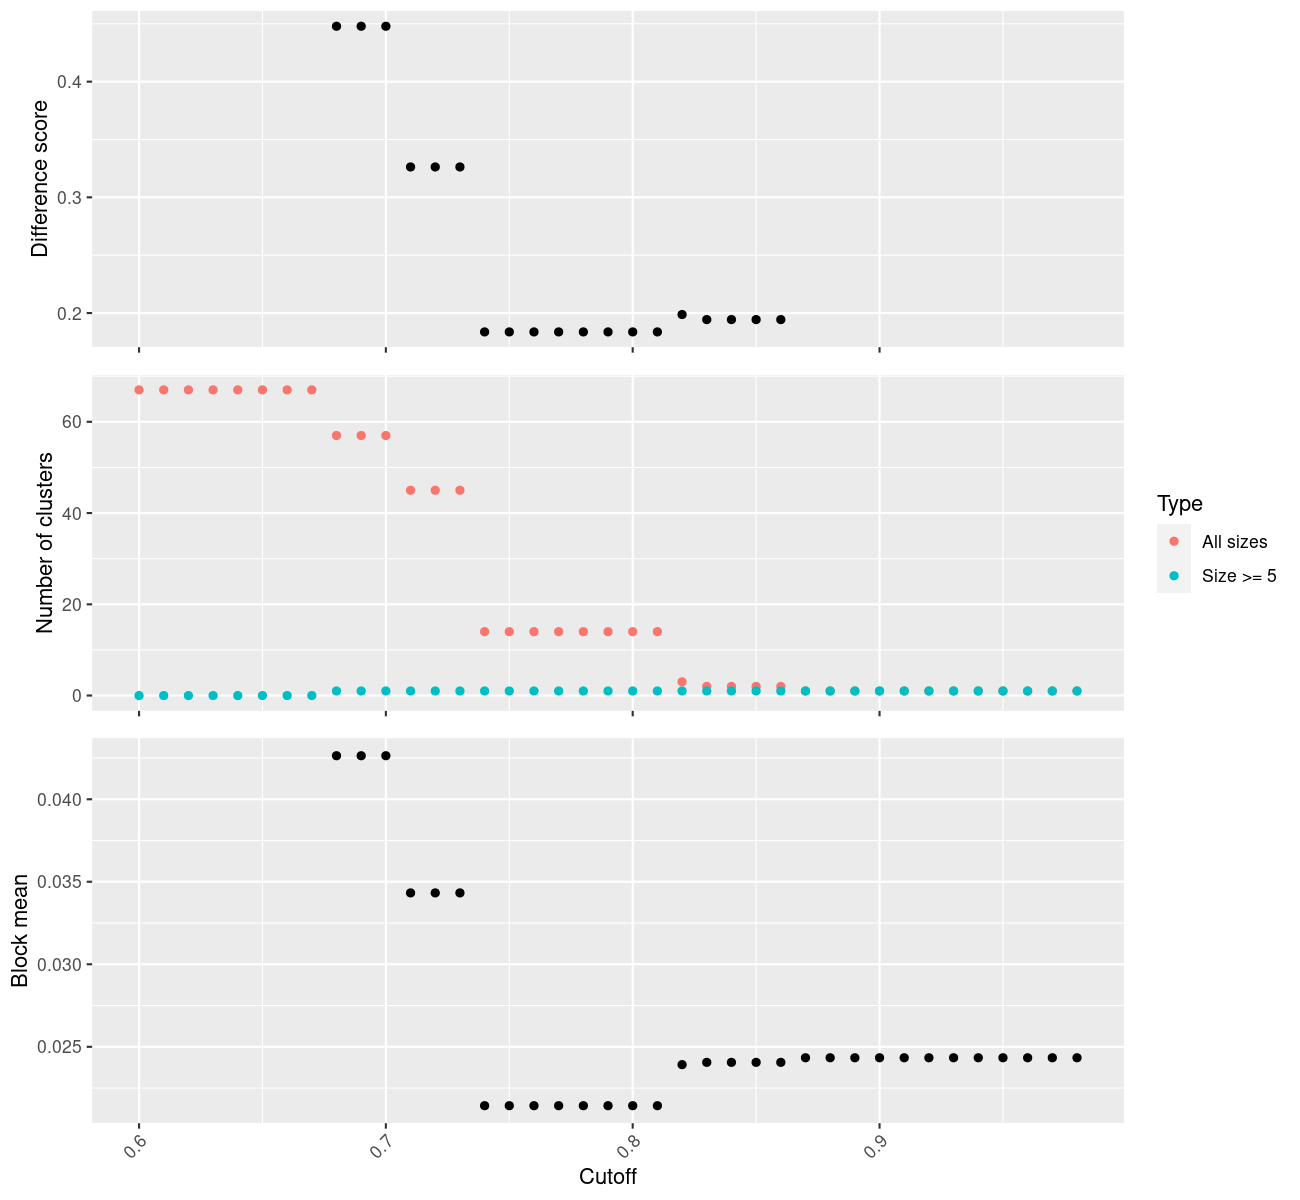 Difference score
0.4
0.3
0.2
Number of clusters
60
40
20
0
Type
All sizes
Size >= 5
Block mean
0.040
0.035
0.030
0.025
0.6
0.7
0.8
0.9
Cutoff